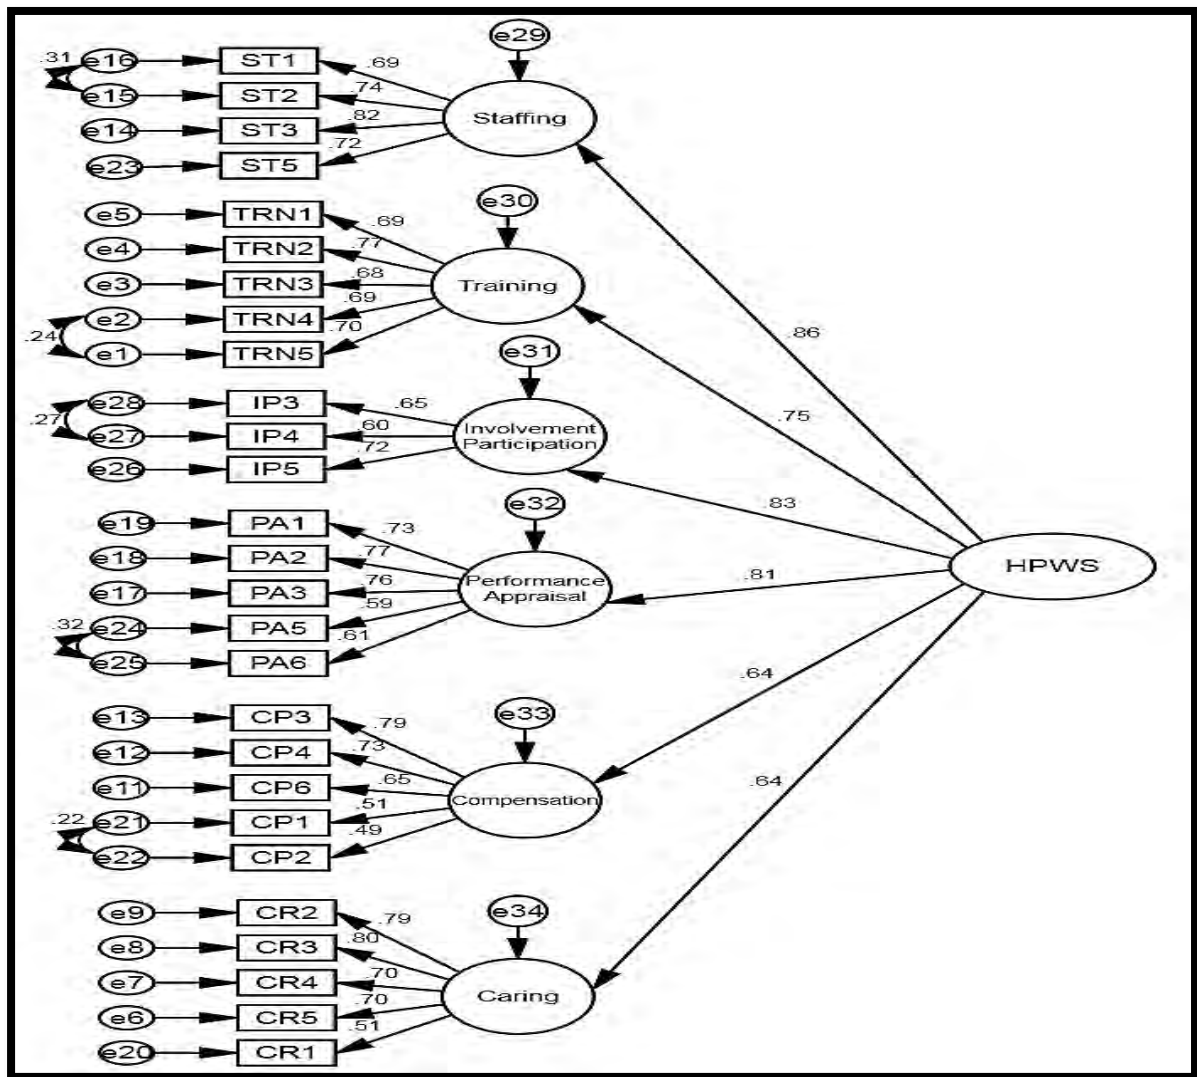 e29
.31 e16 ST1 .69
e15 ST2 .74
Staffing
e14 ST3 .82
e23 ST5 .72
e30
e5 TRN1 .69
e4 TRN2 .77
e3 TRN3 .68
Training
e2 TRN4 .69
.24
e1 TRN5 .70
.86
e31
e28 IP3 .65
.75
.27
e27 IP4 .60
Involvement
Participation
e26 IP5 .72
e32
.83
e19 PA1 .73
e18 PA2 .77
HPWS
e17 PA3 .76
Performance
Appraisal
.81
.32 e24 PA5 .59
e25 PA6 .61
.64
e33
e13 CP3 .79
e12 CP4 .73
e11 CP6 .65
Compensation
.64
.22 e21 CP1 .51
e22 CP2 .49
e34
e9 CR2 .79
e8 CR3 .80
e7 CR4 .70
Caring
e6 CR5 .70
e20 CR1 .51